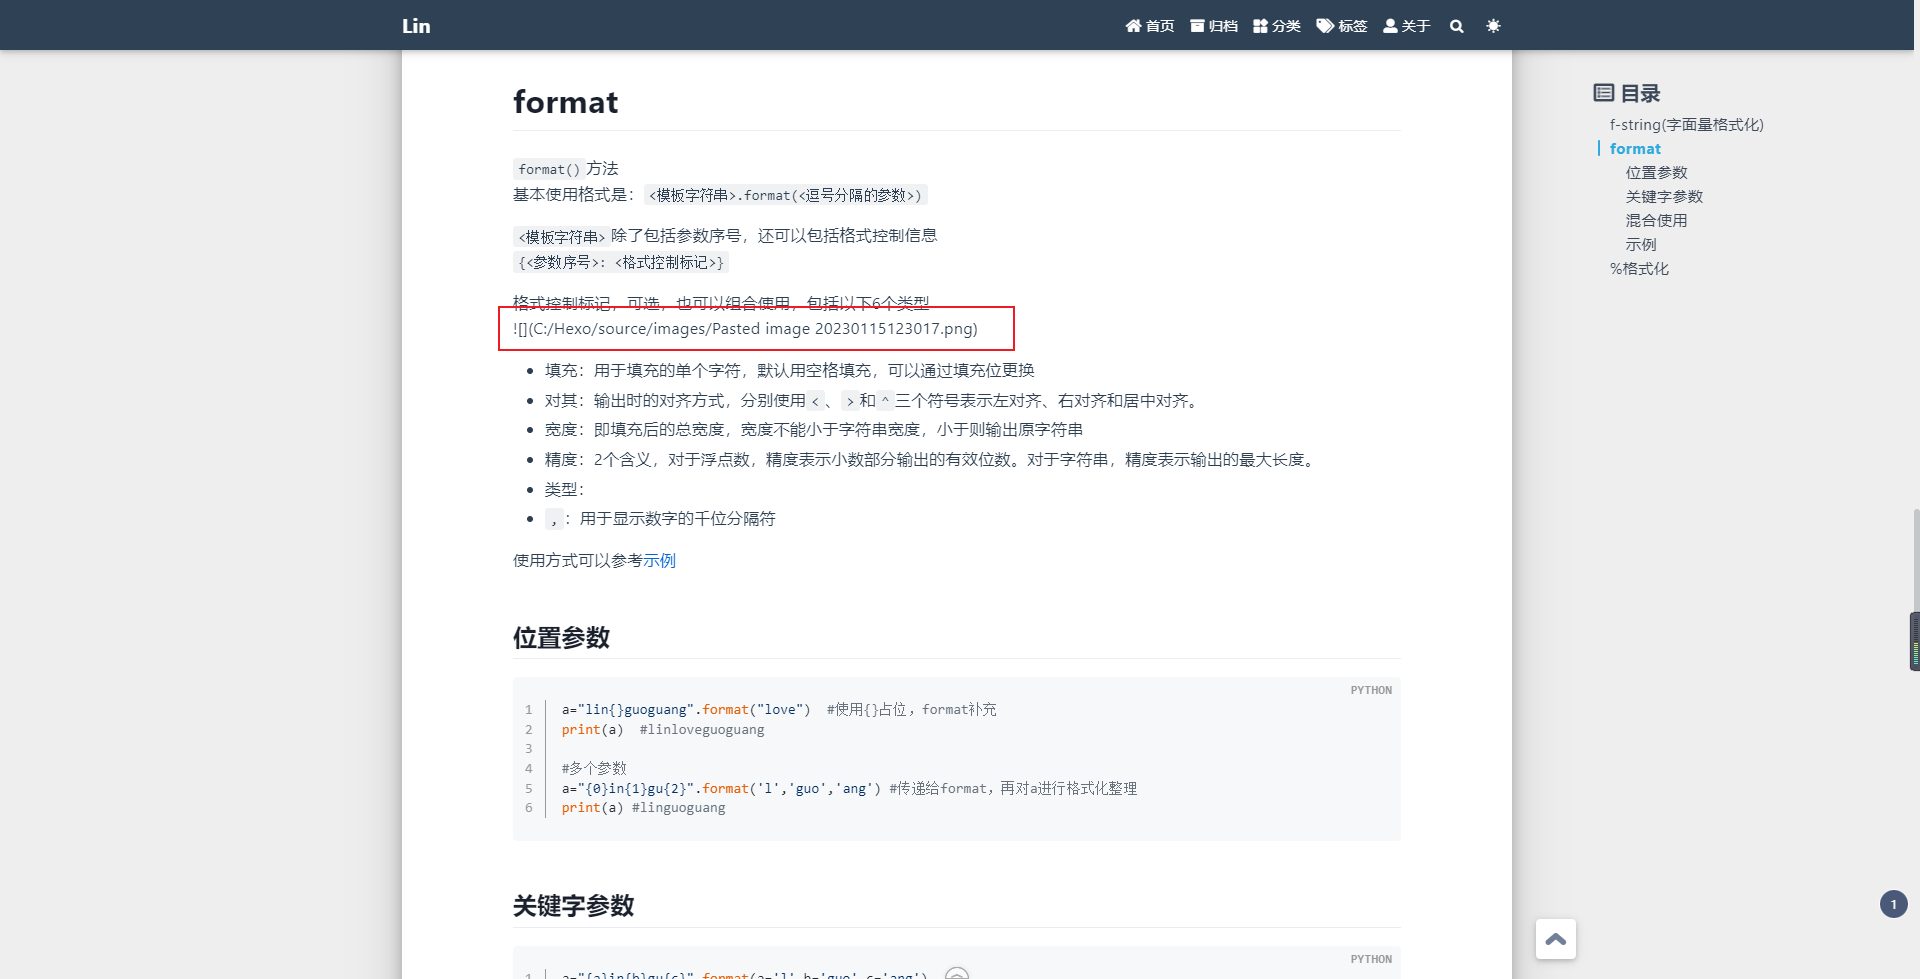 Lin
首页 归档 分类 标签 关于
format
format()方法
基本使用格式是：<模板字符串>.format(<逗号分隔的参数>)
<模板字符串>除了包括参数序号，还可以包括格式控制信息
{<参数序号>: <格式控制标记>}
格式控制标记，可选，也可以组合使用，包括以下6个类型
![](C:/Hexo/source/images/Pasted image 20230115123017.png)
填充：用于填充的单个字符，默认用空格填充，可以通过填充位更换
对其：输出时的对齐方式，分别使用<、>和^三个符号表示左对齐、右对齐和居中对齐。
宽度：即填充后的总宽度，宽度不能小于字符串宽度，小于则输出原字符串
精度：2个含义，对于浮点数，精度表示小数部分输出的有效位数。对于字符串，精度表示输出的最大长度。
类型：
,：用于显示数字的千位分隔符
使用方式可以参考示例
位置参数
PYTHON
1 a="lin{}guoguang".format("love")  #使用{}占位，format补充
2 print(a)  #linloveguoguang
3
4 #多个参数
5 a="{0}in{1}gu{2}".format('l','guo','ang') #传递给format，再对a进行格式化整理
6 print(a) #linguoguang
关键字参数
PYTHON
1 a="{a}in{b}gu{c}".format(a='l',b='guo',c='ang')
目录
f-string(字面量格式化)
format
位置参数
关键字参数
混合使用
示例
%格式化
1